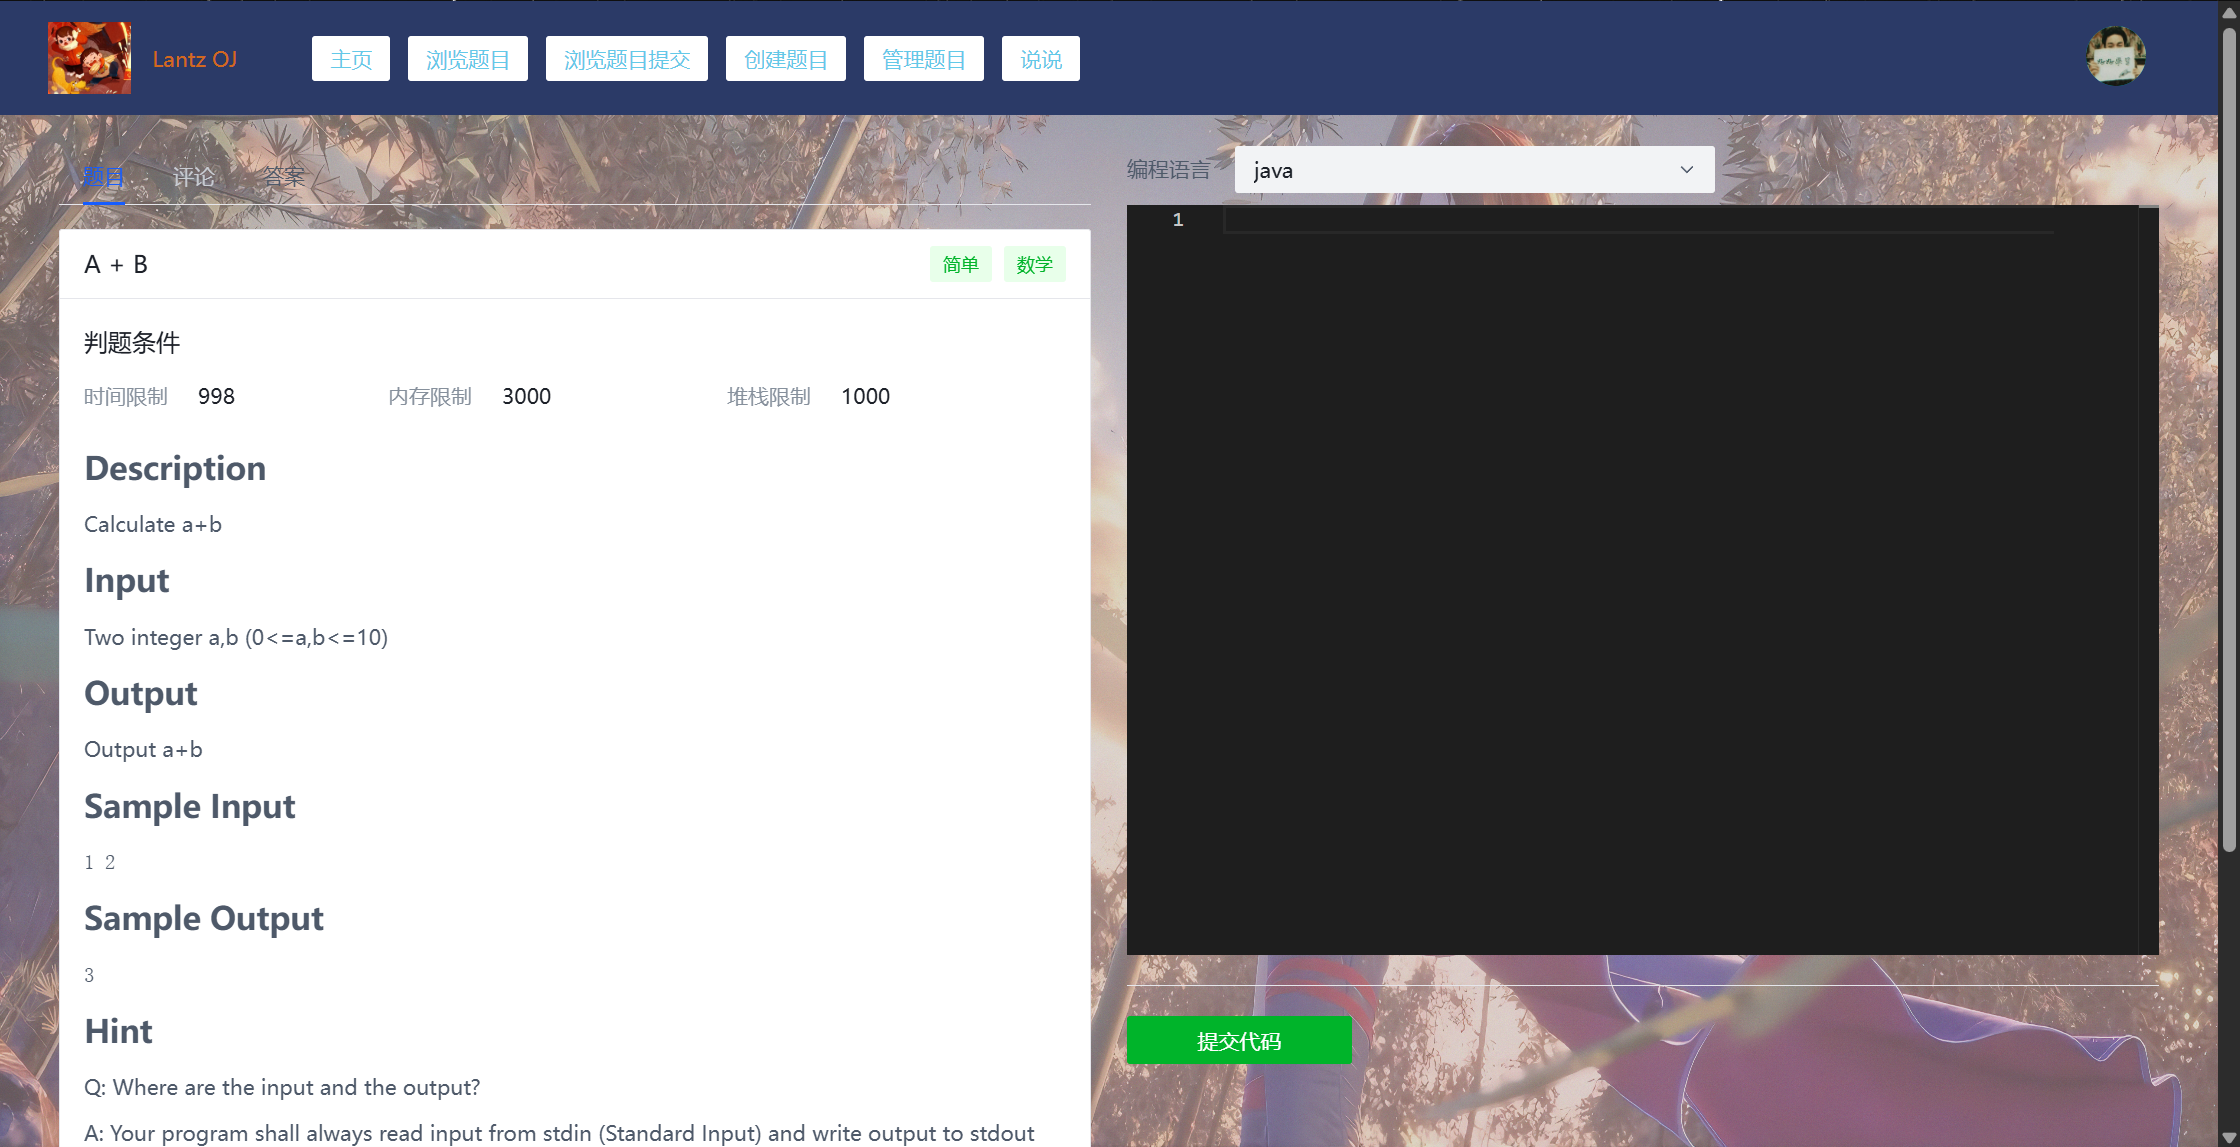 Lantz OJ
主页
浏览题目
浏览题目提交
创建题目
管理题目
说说
题目
评论
答案
A + B
简单
数学
判题条件
时间限制 998
内存限制 3000
堆栈限制 1000
Description
Calculate a+b
Input
Two integer a,b (0<=a,b<=10)
Output
Output a+b
Sample Input
1 2
Sample Output
3
Hint
Q: Where are the input and the output?
A: Your program shall always read input from stdin (Standard Input) and write output to stdout
编程语言
java
1
提交代码